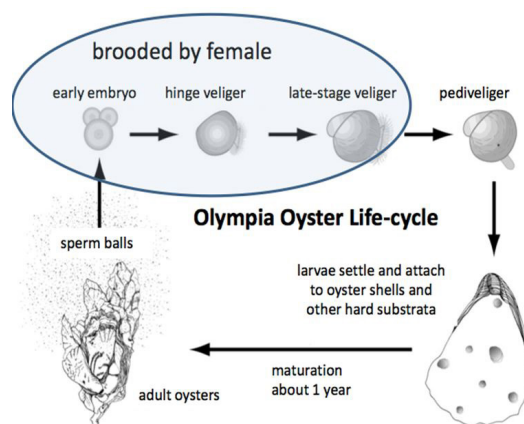 brooded by female
early embryo
hinge veliger
late-stage veliger
pediveliger
Olympia Oyster Life-cycle
sperm balls
larvae settle and attach
to oyster shells and
other hard substrata
maturation
about 1 year
adult oysters